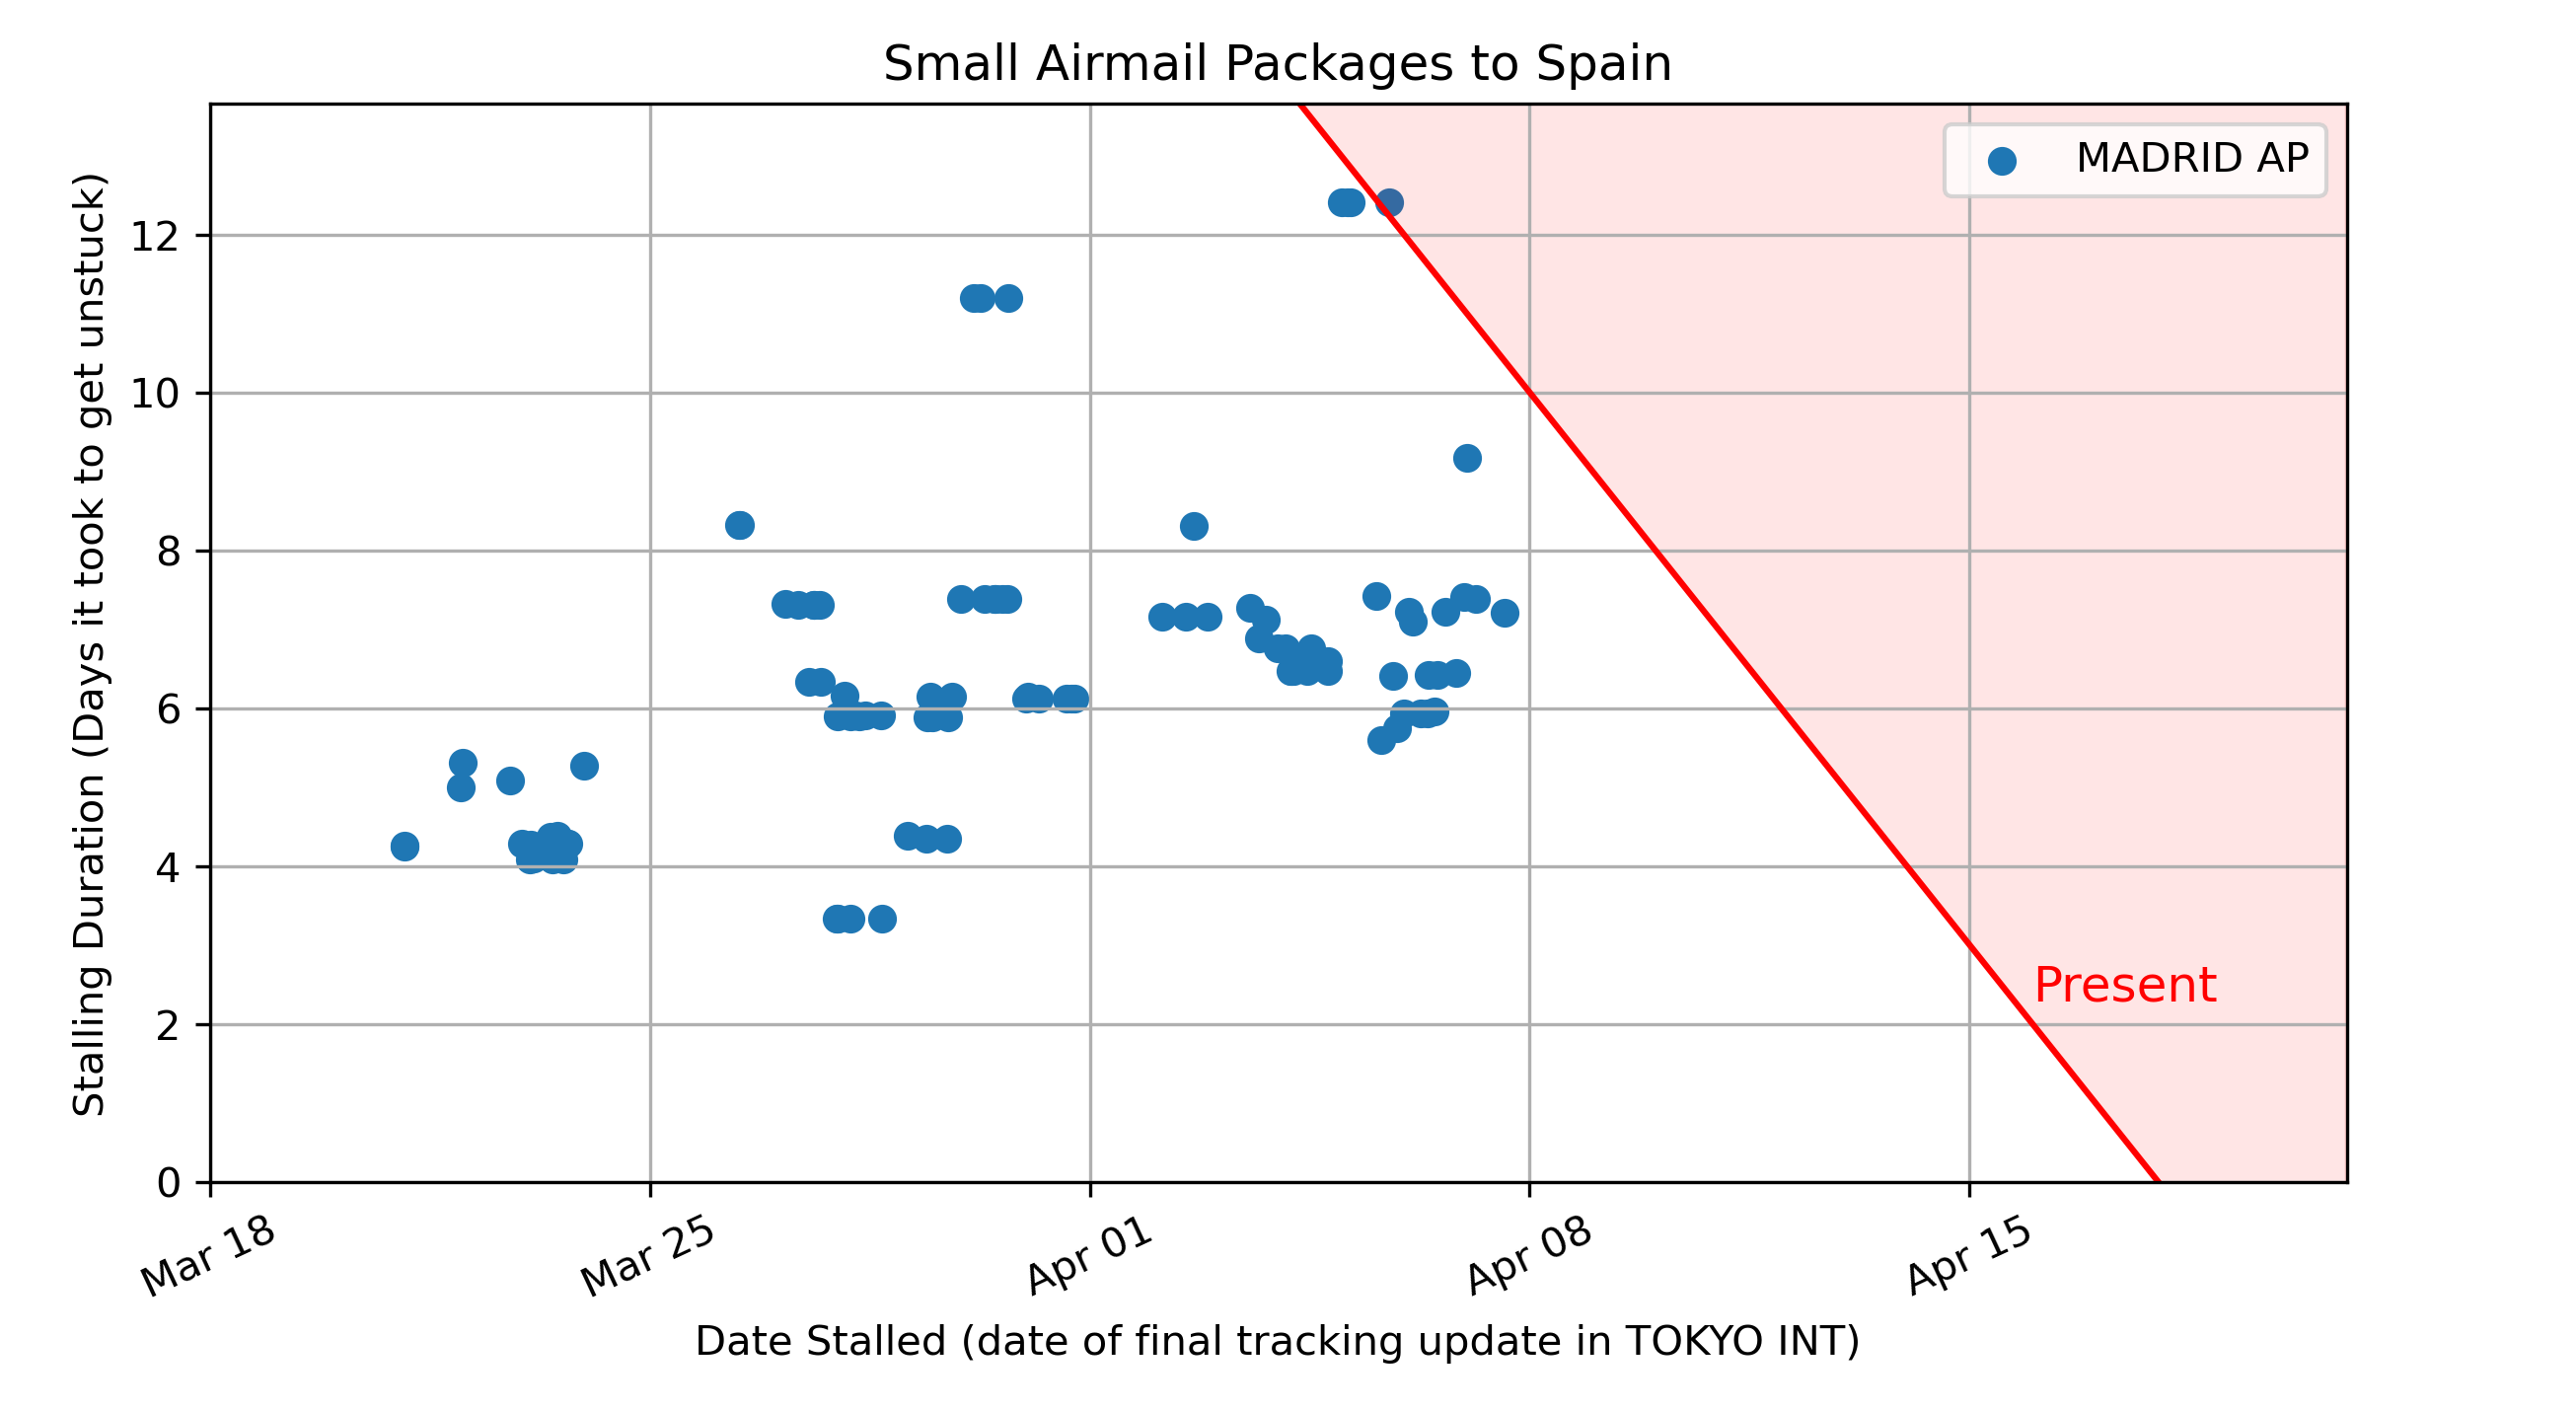 Small Airmail Packages to Spain
MADRID AP
Stalling Duration (Days it took to get unstuck)
12
10
8
6
4
2
0
Present
Mar 18
Mar 25
Apr 01
Apr 08
Apr 15
Date Stalled (date of final tracking update in TOKYO INT)